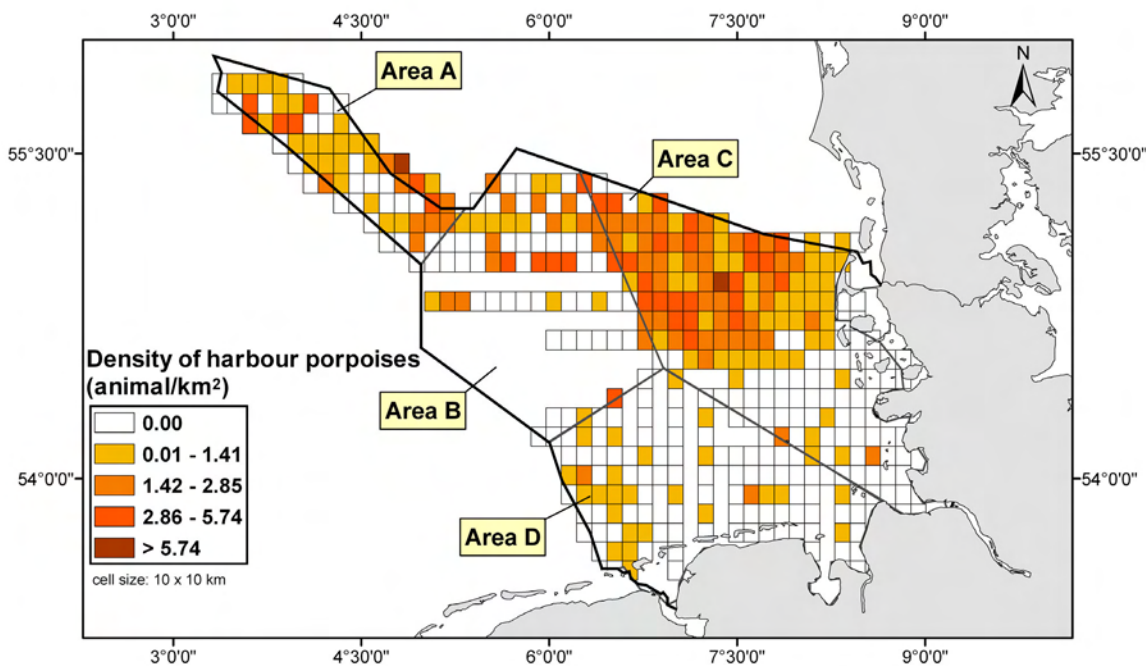 3°0'0" 4°30'0" 6°0'0" 7°30'0" 9°0'0"
N
Area A
55°30'0" 55°30'0"
Area C
Density of harbour porpoises
(animal/km²)
Area B
0.00
0.01 - 1.41
54°0'0" 54°0'0"
1.42 - 2.85
2.86 - 5.74
Area D
> 5.74
cell size: 10 x 10 km
3°0'0" 4°30'0" 6°0'0" 7°30'0" 9°0'0"